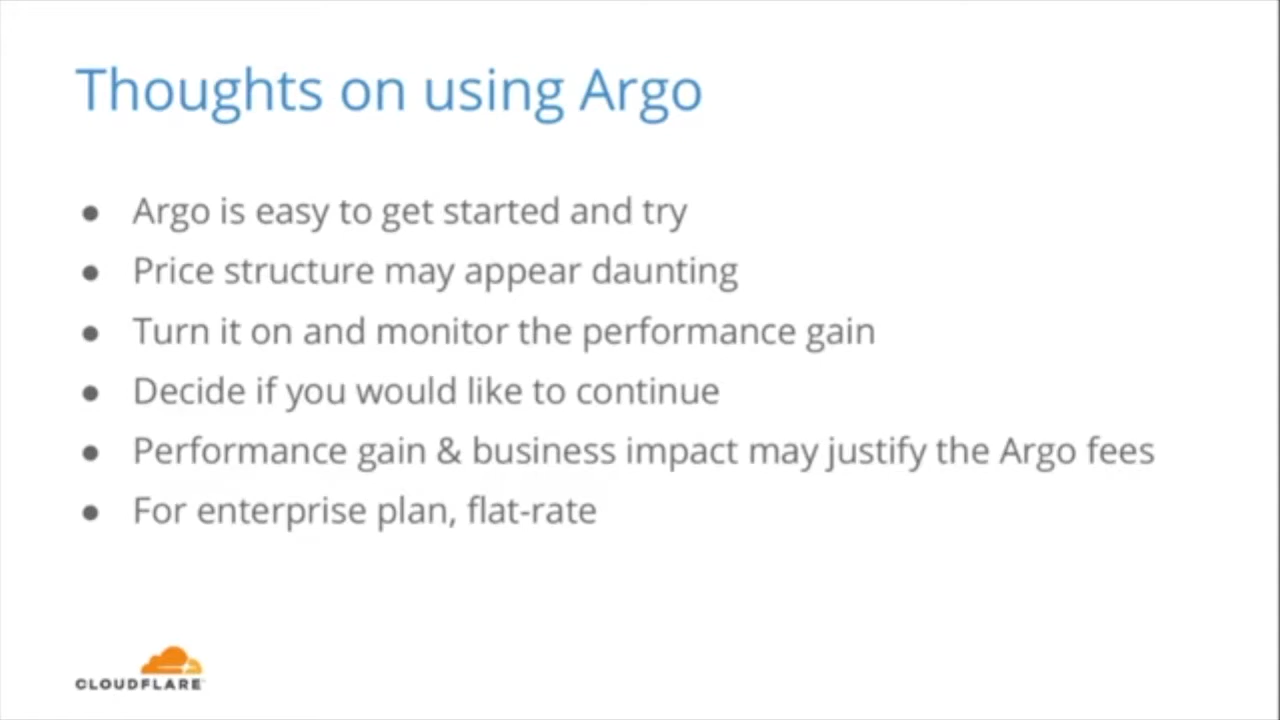 Thoughts on using Argo
● Argo is easy to get started and try
● Price structure may appear daunting
● Turn it on and monitor the performance gain
● Decide if you would like to continue
● Performance gain & business impact may justify the Argo fees
● For enterprise plan, flat-rate
CLOUDFLARE